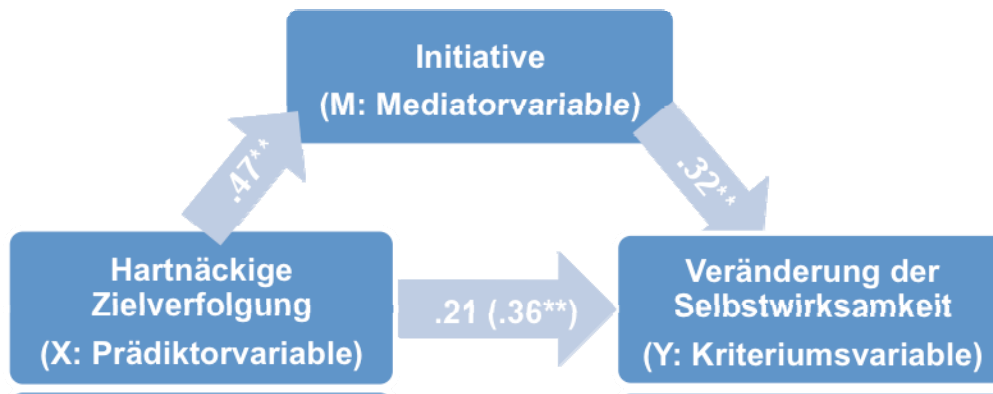 Initiative
(M: Mediatorvariable)
.47**
.32**
Hartnäckige
Zielverfolgung
(X: Prädiktorvariable)
.21 (.36**)
Veränderung der
Selbstwirksamkeit
(Y: Kriteriumsvariable)